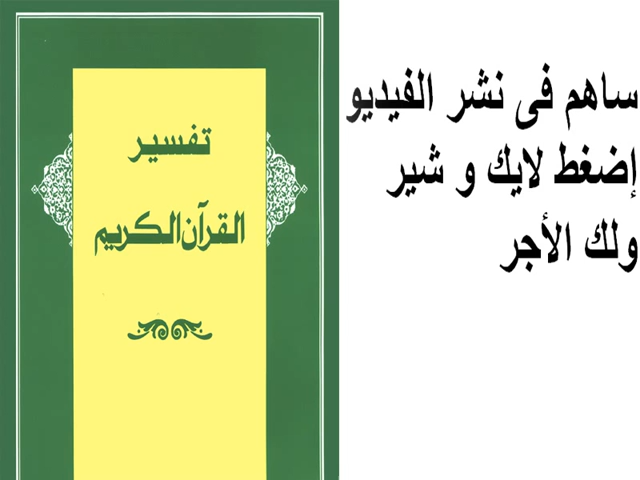 تفسير
القرآن الكريم
ساهم فى نشر الفيديو
إضغط لايك و شير
ولك الأجر